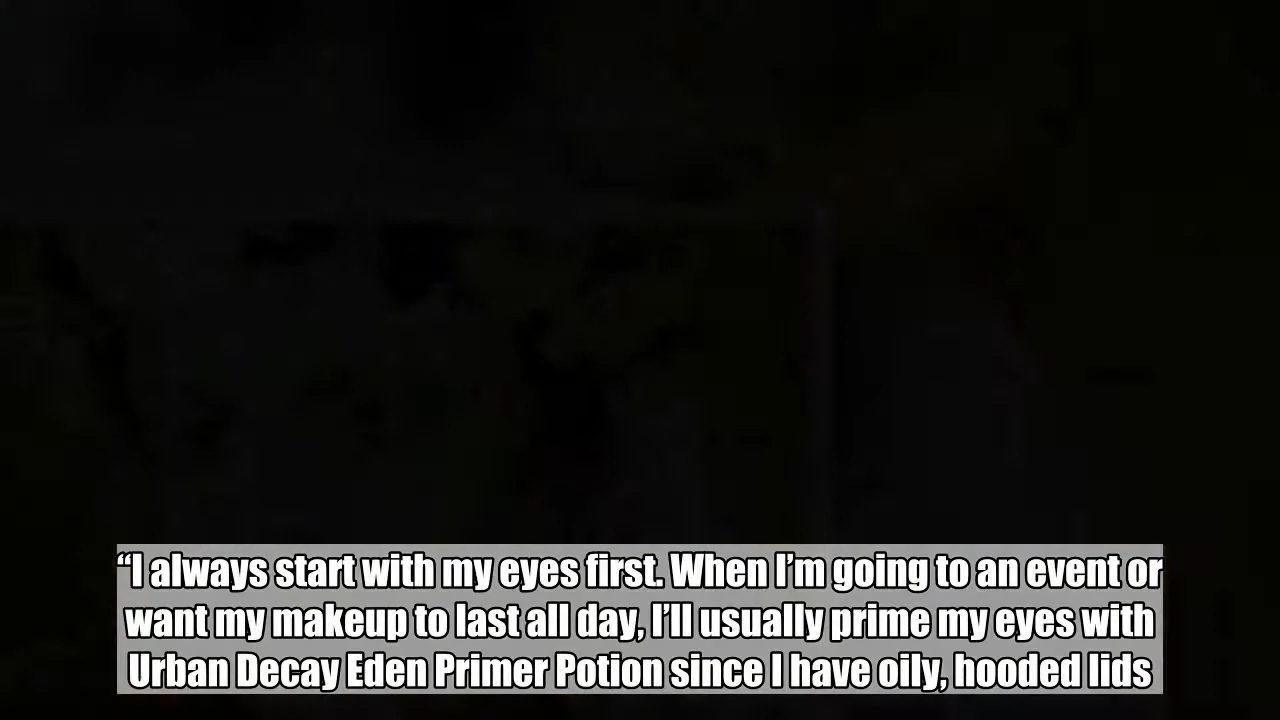 “I always start with my eyes first. When I’m going to an event or
want my makeup to last all day, I’ll usually prime my eyes with
Urban Decay Eden Primer Potion since I have oily, hooded lids